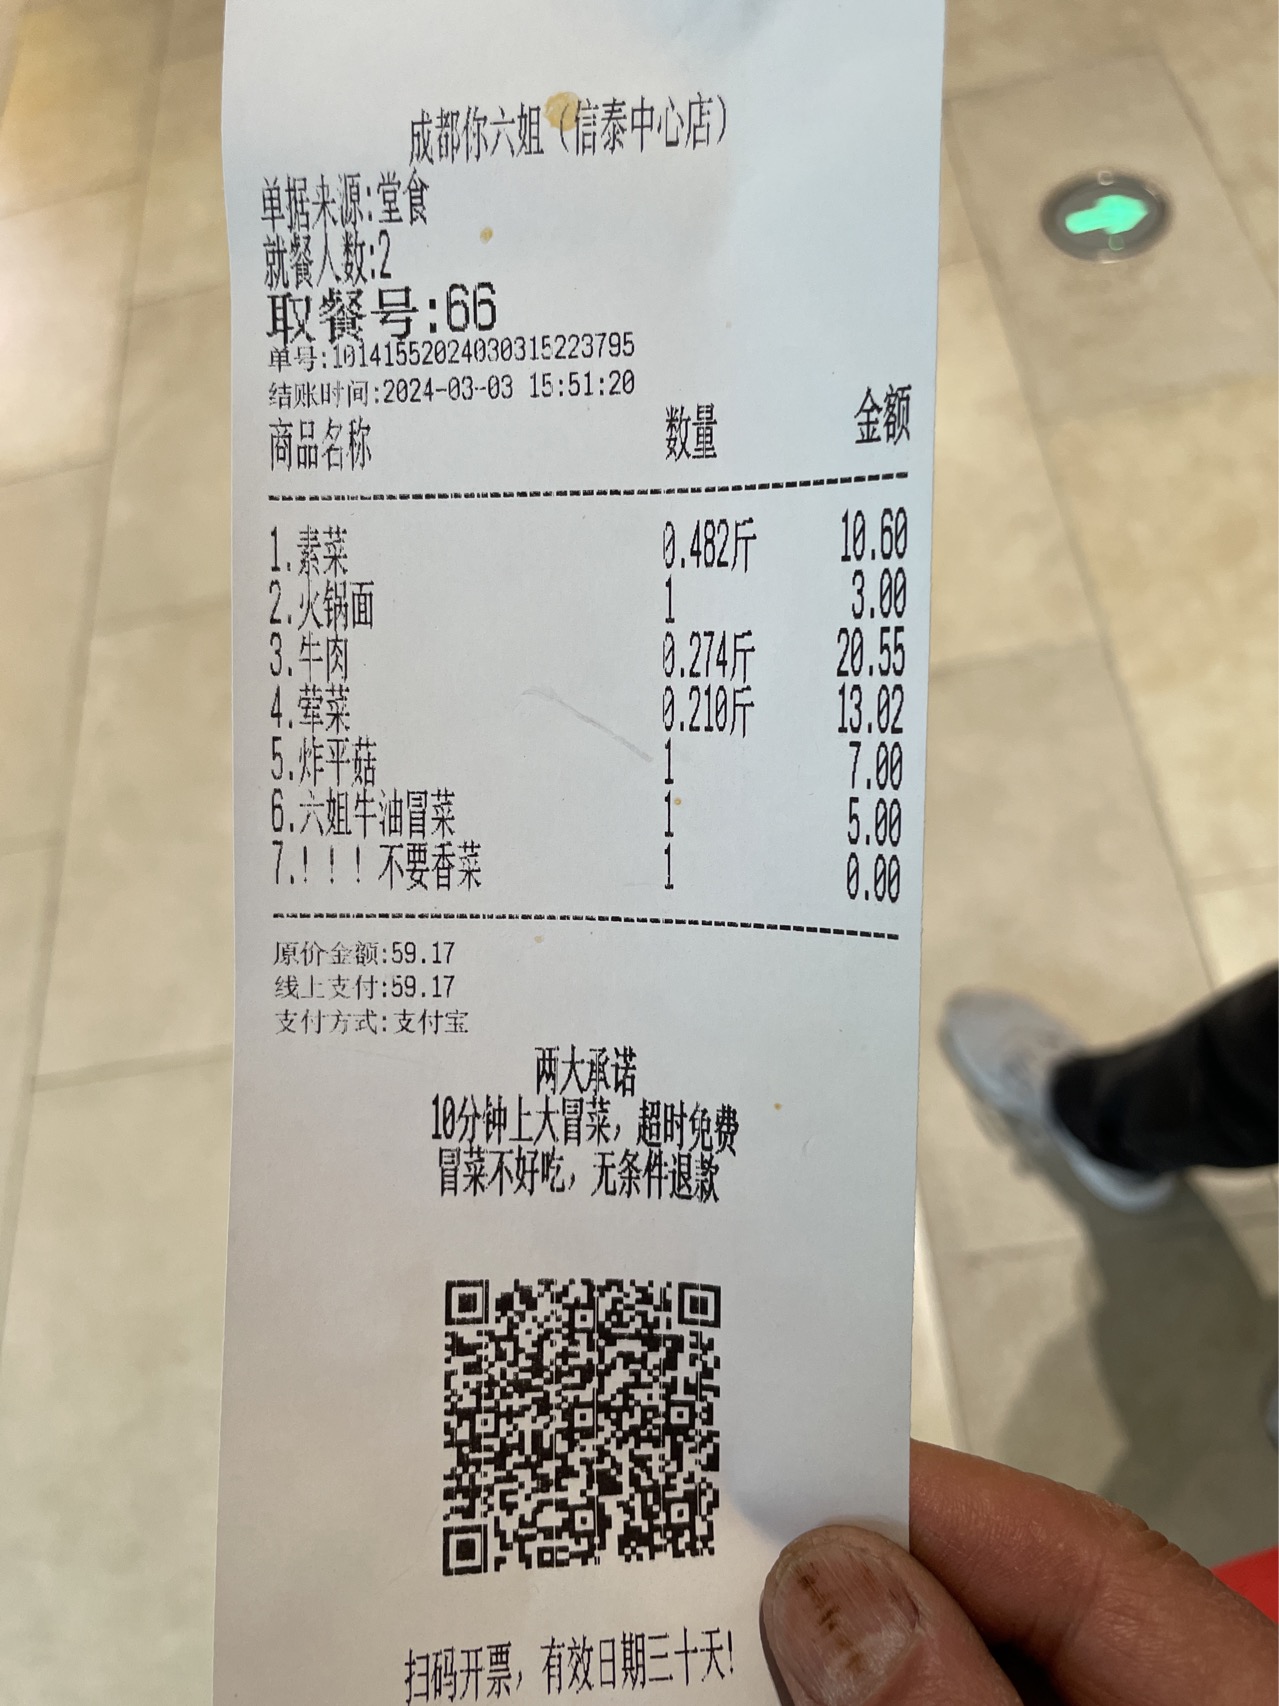 成都你六姐（信泰中心店）
单据来源:堂食
就餐人数:2
取餐号:66
单号:10141552024030315223795
结账时间:2024-03-03 15:51:20
商品名称 数量 金额
1.素菜 0.482斤 10.60
2.火锅面 1 3.00
3.牛肉 0.274斤 20.55
4.荤菜 0.210斤 13.02
5.炸平菇 1 7.00
6.六姐牛油冒菜 1 5.00
7.！！！不要香菜 1 0.00
原价金额:59.17
线上支付:59.17
支付方式:支付宝
两大承诺
10分钟上大冒菜，超时免费
冒菜不好吃，无条件退款
扫码开票，有效日期三十天！